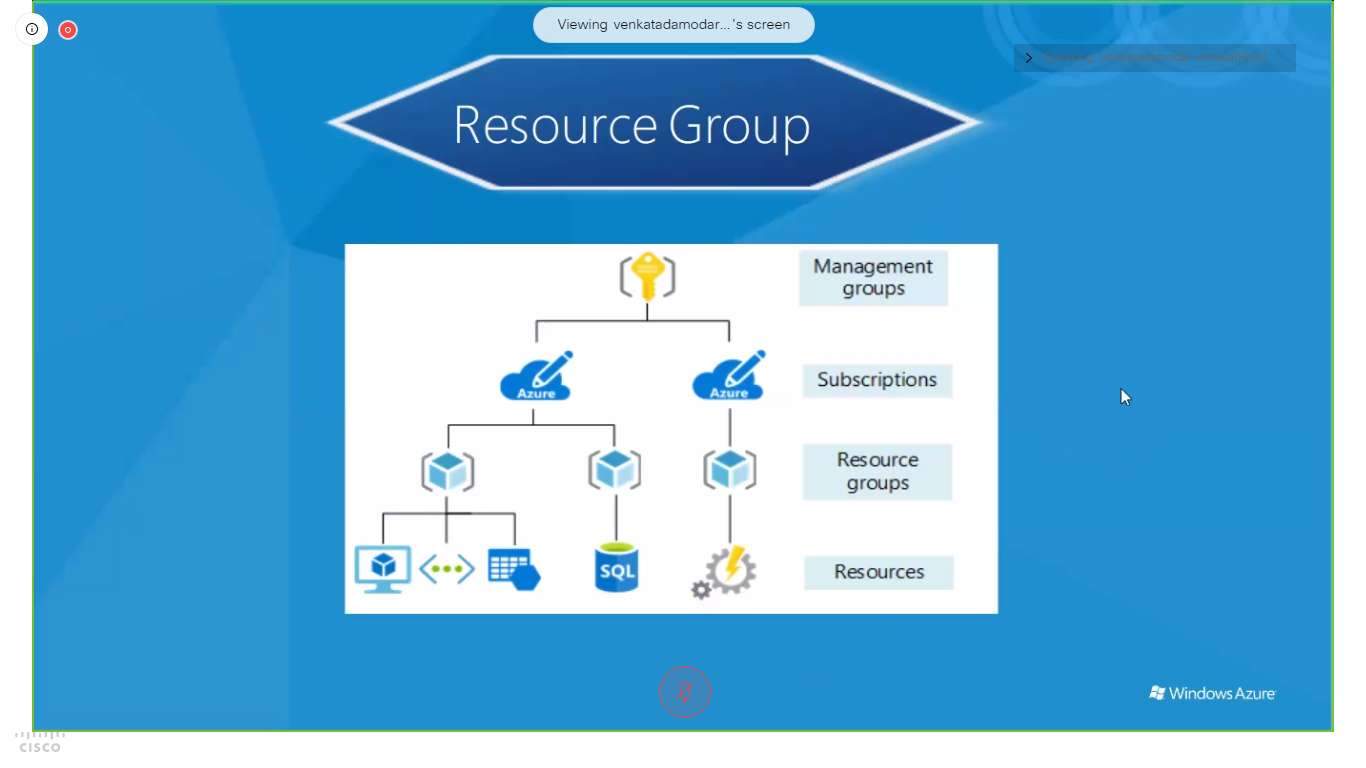 Viewing venkatadamodar...'s screen
Resource Group
Management
groups
Azure
Azure
Subscriptions
Resource
groups
SQL
Resources
Windows Azure
CISCO